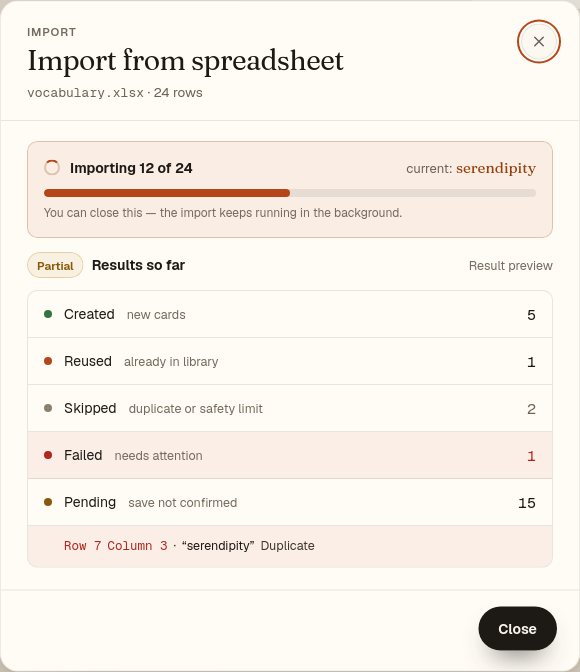 IMPORT
Import from spreadsheet
vocabulary.xlsx · 24 rows
Importing 12 of 24 current: serendipity
You can close this — the import keeps running in the background.
Partial Results so far Result preview
Created new cards 5
Reused already in library 1
Skipped duplicate or safety limit 2
Failed needs attention 1
Pending save not confirmed 15
Row 7 Column 3 · “serendipity” Duplicate
Close